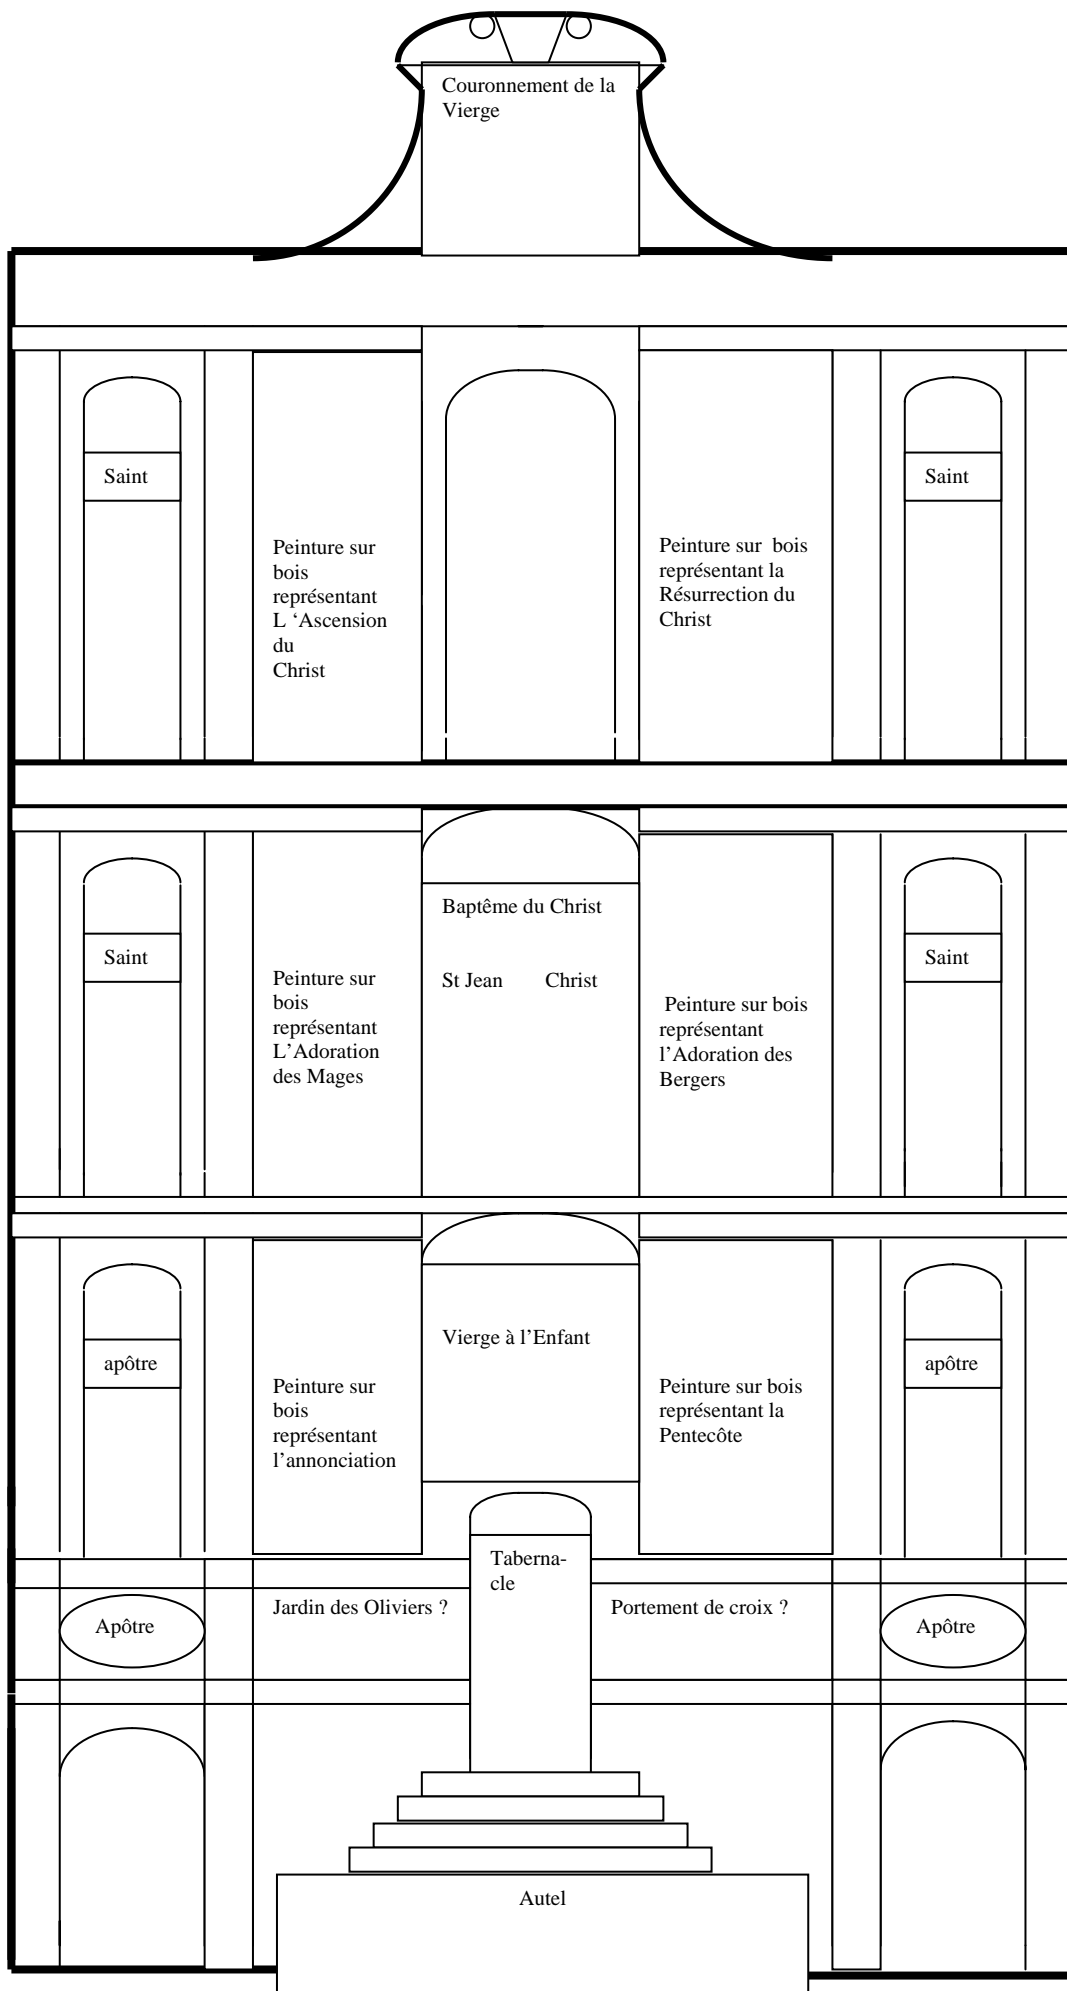 Couronnement de la
Vierge
Saint
Peinture sur
bois
représentant
L ‘Ascension
du
Christ
Peinture sur  bois
représentant la
Résurrection du
Christ
Saint
Saint
Peinture sur
bois
représentant
L’Adoration
des Mages
Baptême du Christ
St Jean Christ
Peinture sur bois
représentant
l’Adoration des
Bergers
Saint
apôtre
Peinture sur
bois
représentant
l’annonciation
Vierge à l’Enfant
Peinture sur bois
représentant la
Pentecôte
apôtre
Taberna-
cle
Apôtre
Jardin des Oliviers ?
Portement de croix ?
Apôtre
Autel